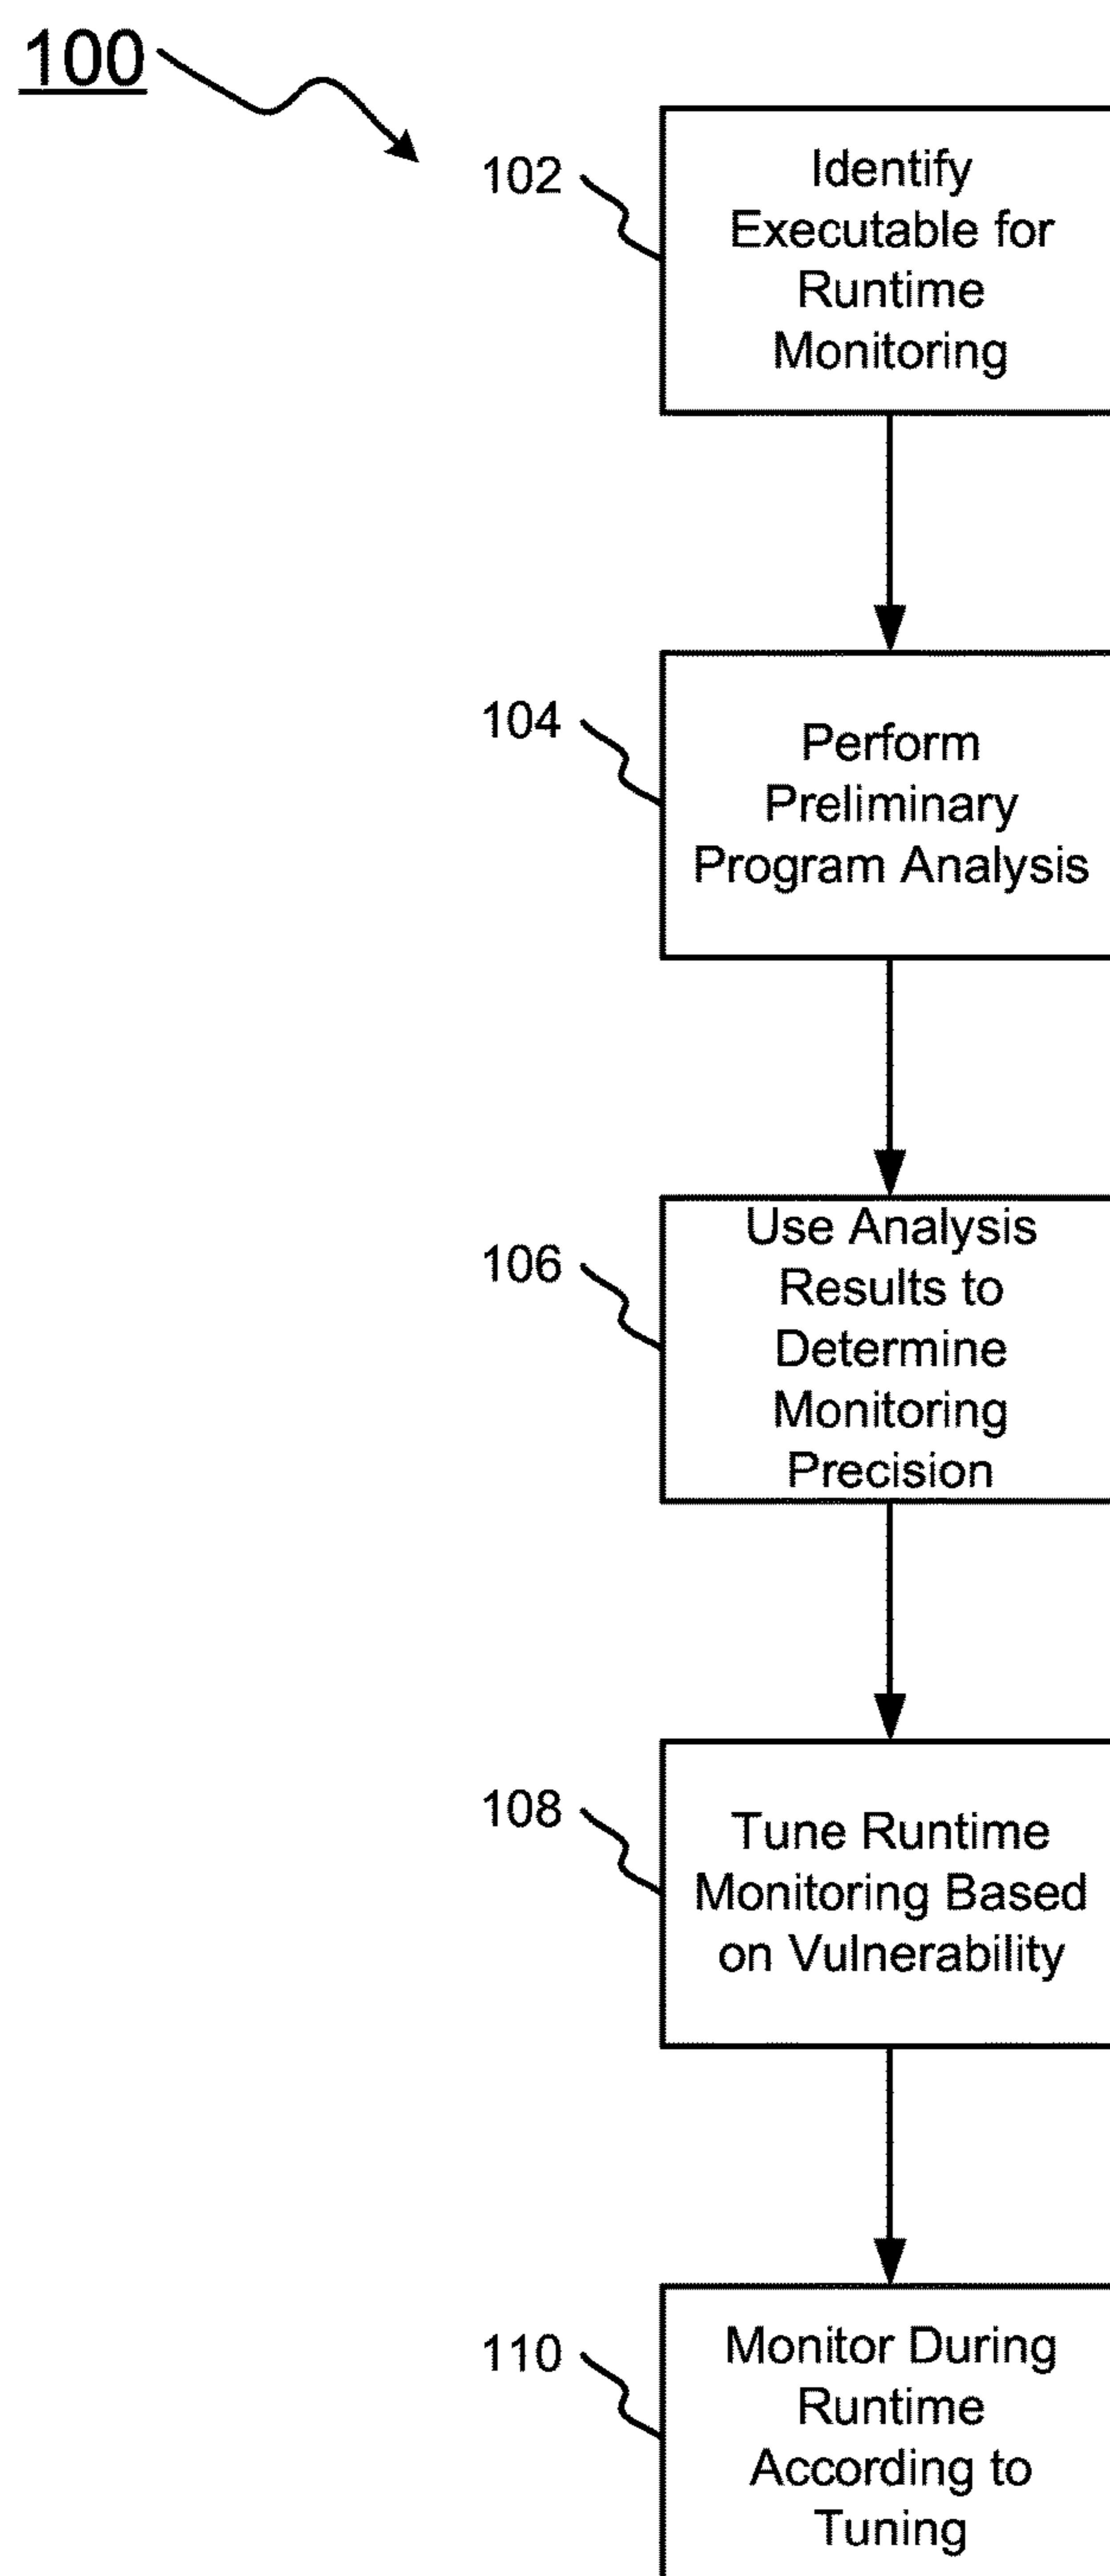 100
102
Identify
Executable for
Runtime
Monitoring
104
Perform
Preliminary
Program Analysis
106
Use Analysis
Results to
Determine
Monitoring
Precision
108
Tune Runtime
Monitoring Based
on Vulnerability
110
Monitor During
Runtime
According to
Tuning